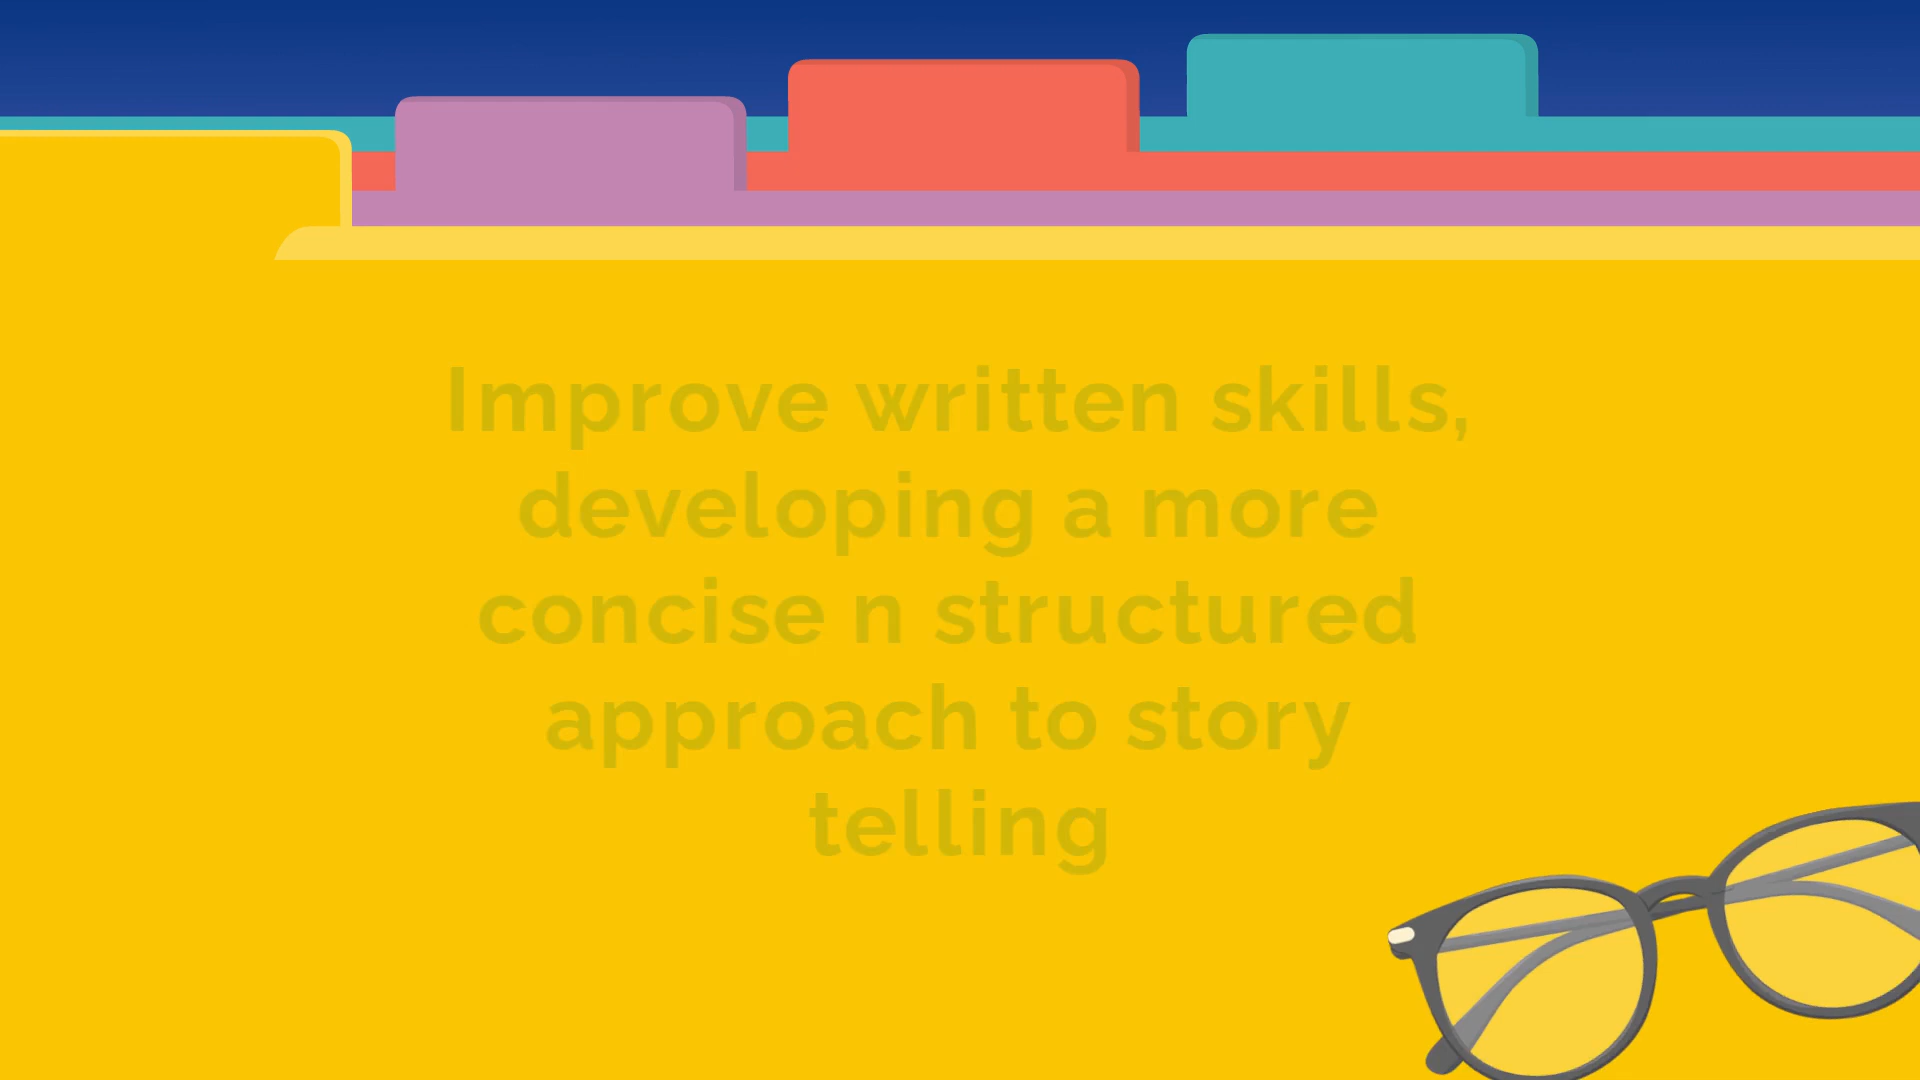 Improve written skills,
developing a more
concise n structured
approach to story
telling